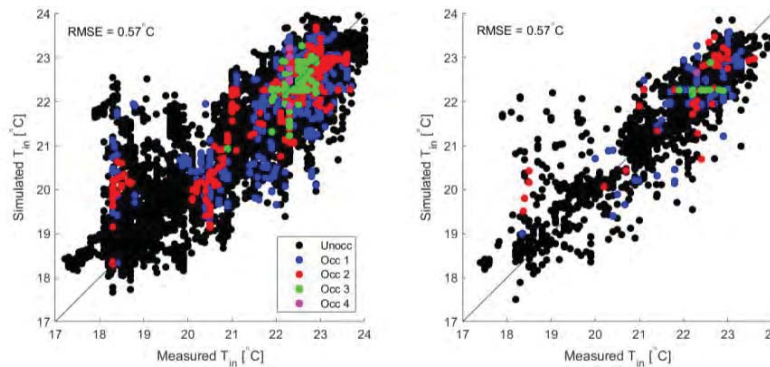 RMSE = 0.57°C
24
23
22
21
20
19
18
17
Simulated T_in [°C]
17 18 19 20 21 22 23 24
Measured T_in [°C]
Unocc
Occ 1
Occ 2
Occ 3
Occ 4
RMSE = 0.57°C
24
23
22
21
20
19
18
17
Simulated T_in [°C]
17 18 19 20 21 22 23 24
Measured T_in [°C]